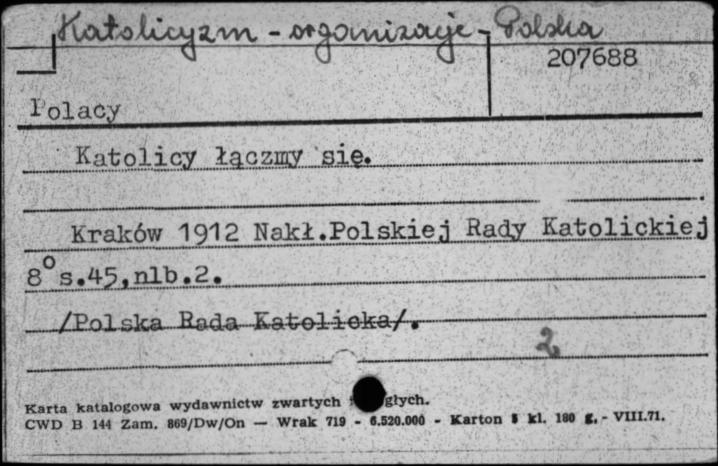 Katolicyzm - organizacje - Polska
207688
Polacy
Katolicy łączmy się.
Kraków 1912 Nakł.Polskiej Rady Katolickiej
8° s.45,nlb.2.
/Polska Rada Katolicka/.
2
Karta katalogowa wydawnictw zwartych
CWD B 144 Zam. 869/Dw/On — Wrak 719 - 6.520.000 - Karton kl. 180 g. - VIII.71.